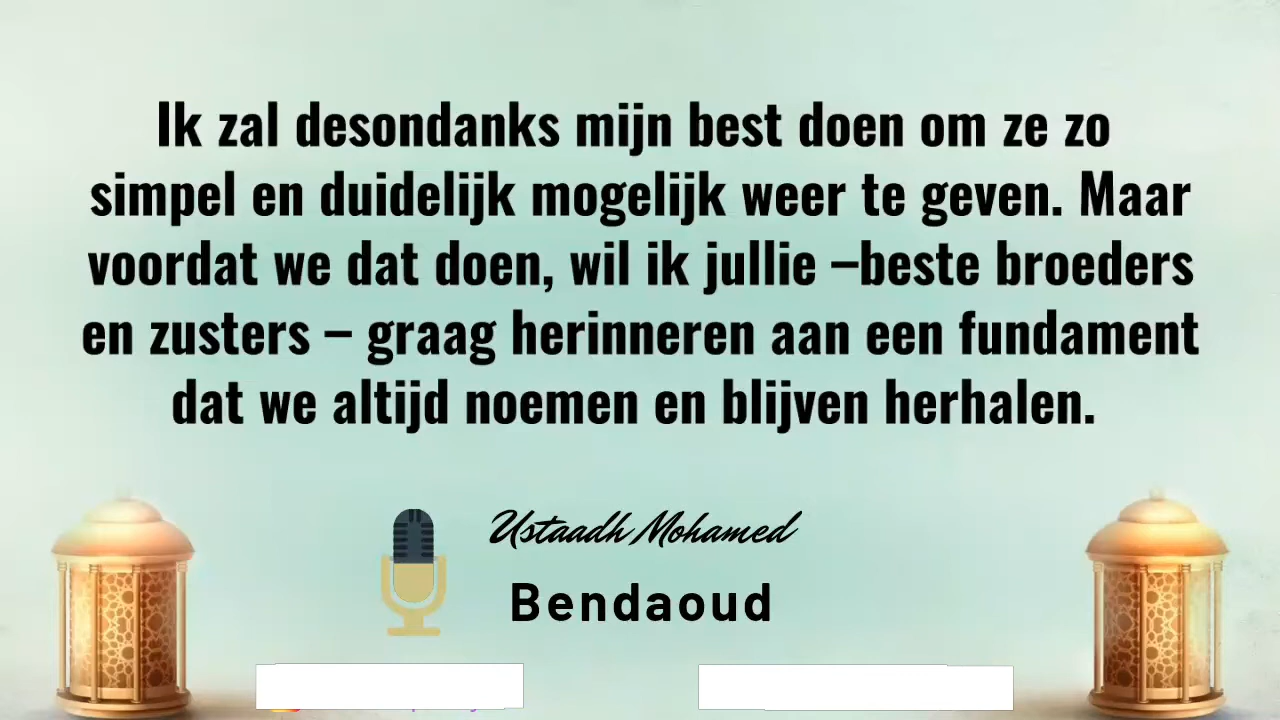 Ik zal desondanks mijn best doen om ze zo
simpel en duidelijk mogelijk weer te geven. Maar
voordat we dat doen, wil ik jullie –beste broeders
en zusters – graag herinneren aan een fundament
dat we altijd noemen en blijven herhalen.
Ustaadh Mohamed
Bendaoud